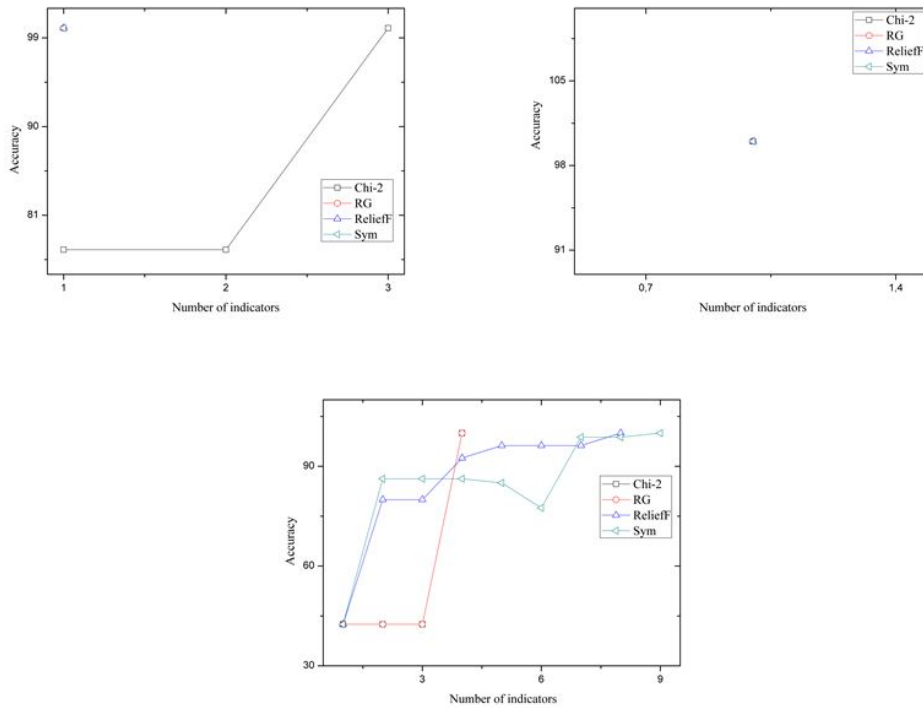 99
90
81
Accuracy
Chi-2
RG
ReliefF
Sym
1
2
3
Number of indicators
105
98
91
Accuracy
Chi-2
RG
ReliefF
Sym
0,7
1,4
Number of indicators
90
60
30
Accuracy
Chi-2
RG
ReliefF
Sym
3
6
9
Number of indicators